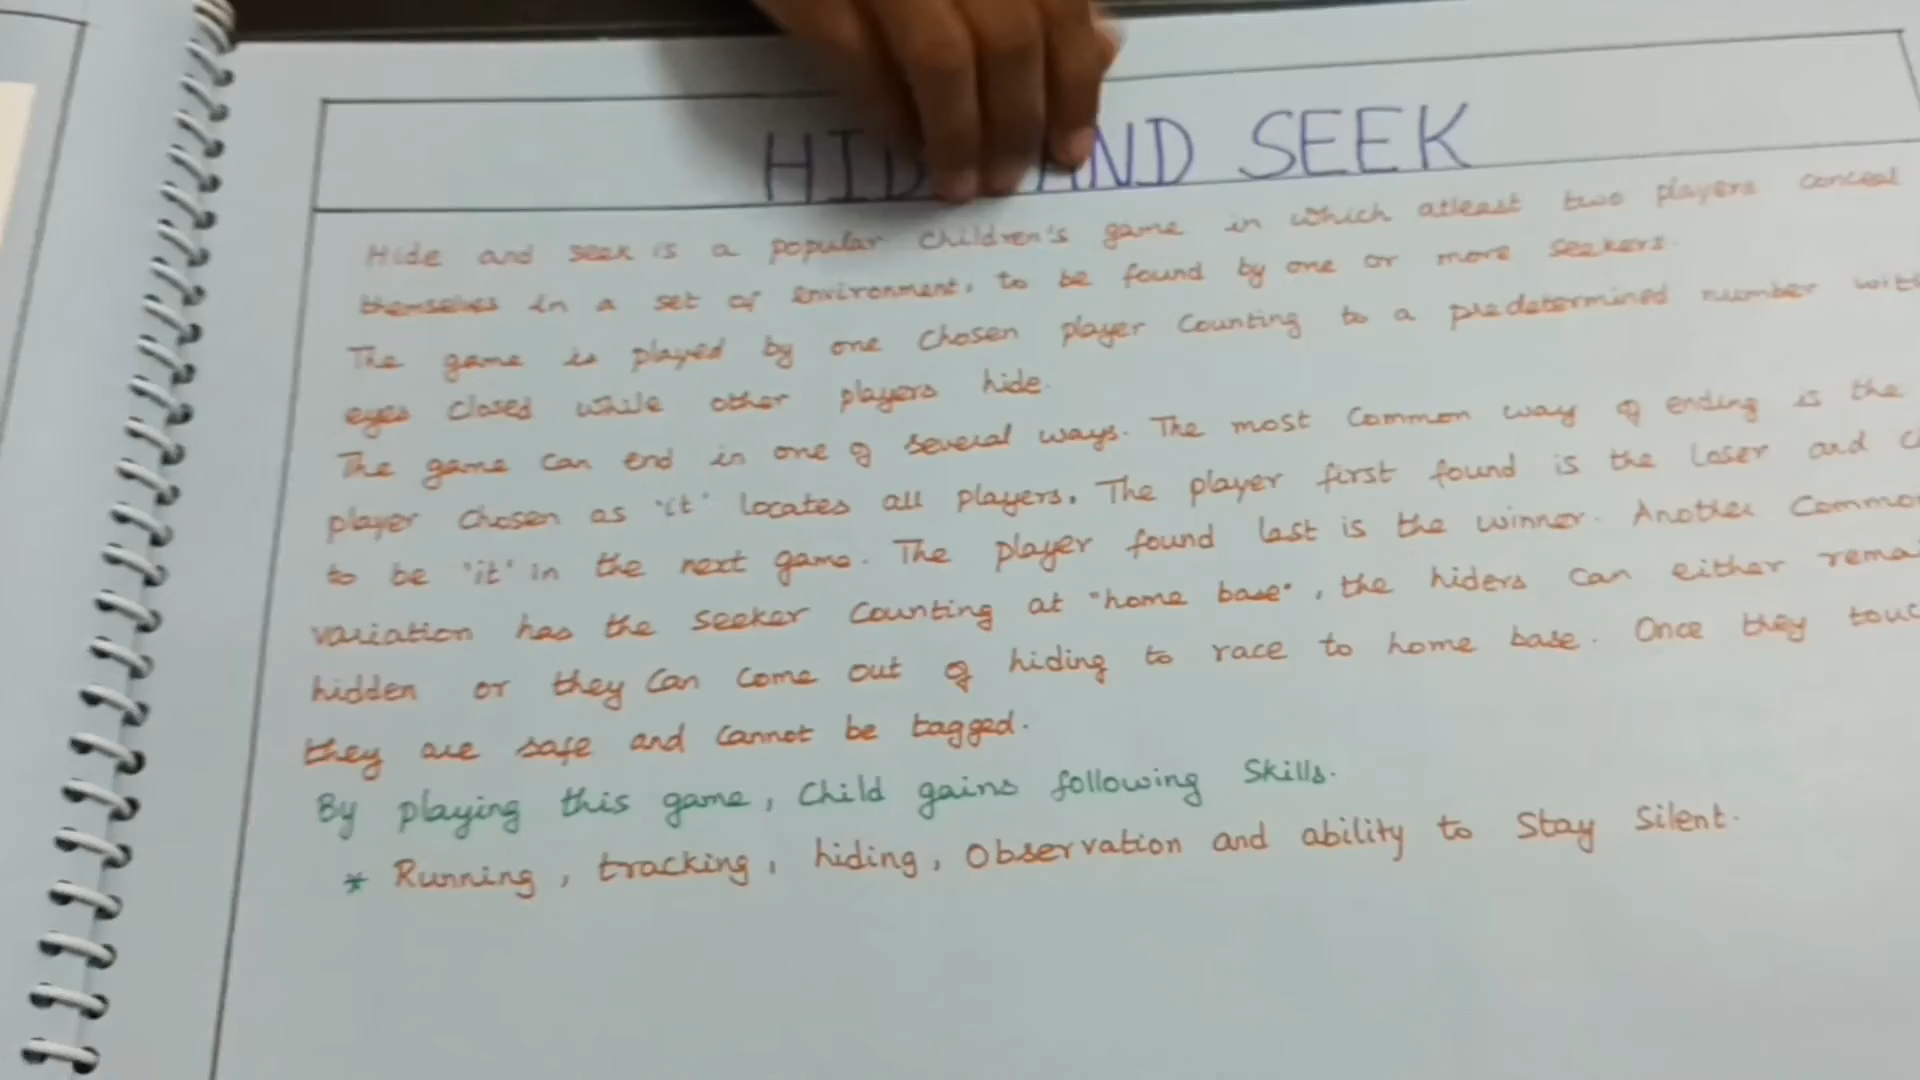 HID AND SEEK
Hide and seek is a popular children's game in which atleast two players conceal
themselves in a set of environment, to be found by one or more seekers.
The game is played by one chosen player counting to a predetermined number with
eyes closed while other players hide.
The game can end in one of several ways. The most common way of ending is the
player chosen as "it" locates all players. The player first found is the loser and
to be "it" in the next game. The player found last is the winner. Another Common
variation has the seeker counting at "home base", the hiders can either remai
hidden or they can come out of hiding to race to home base. Once they touc
they are safe and cannot be tagged.
By playing this game, Child gains following Skills.
* Running, tracking, hiding, Observation and ability to Stay Silent.